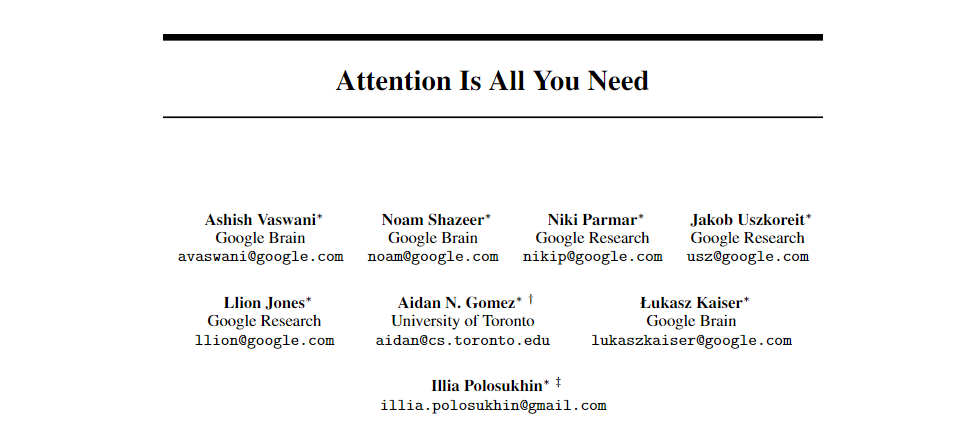 Attention Is All You Need
Ashish Vaswani* Noam Shazeer* Niki Parmar* Jakob Uszkoreit*
Google Brain Google Brain Google Research Google Research
avaswani@google.com noam@google.com nikip@google.com usz@google.com
Llion Jones* Aidan N. Gomez* † Łukasz Kaiser*
Google Research University of Toronto Google Brain
llion@google.com aidan@cs.toronto.edu lukaszkaiser@google.com
Illia Polosukhin* ‡
illia.polosukhin@gmail.com